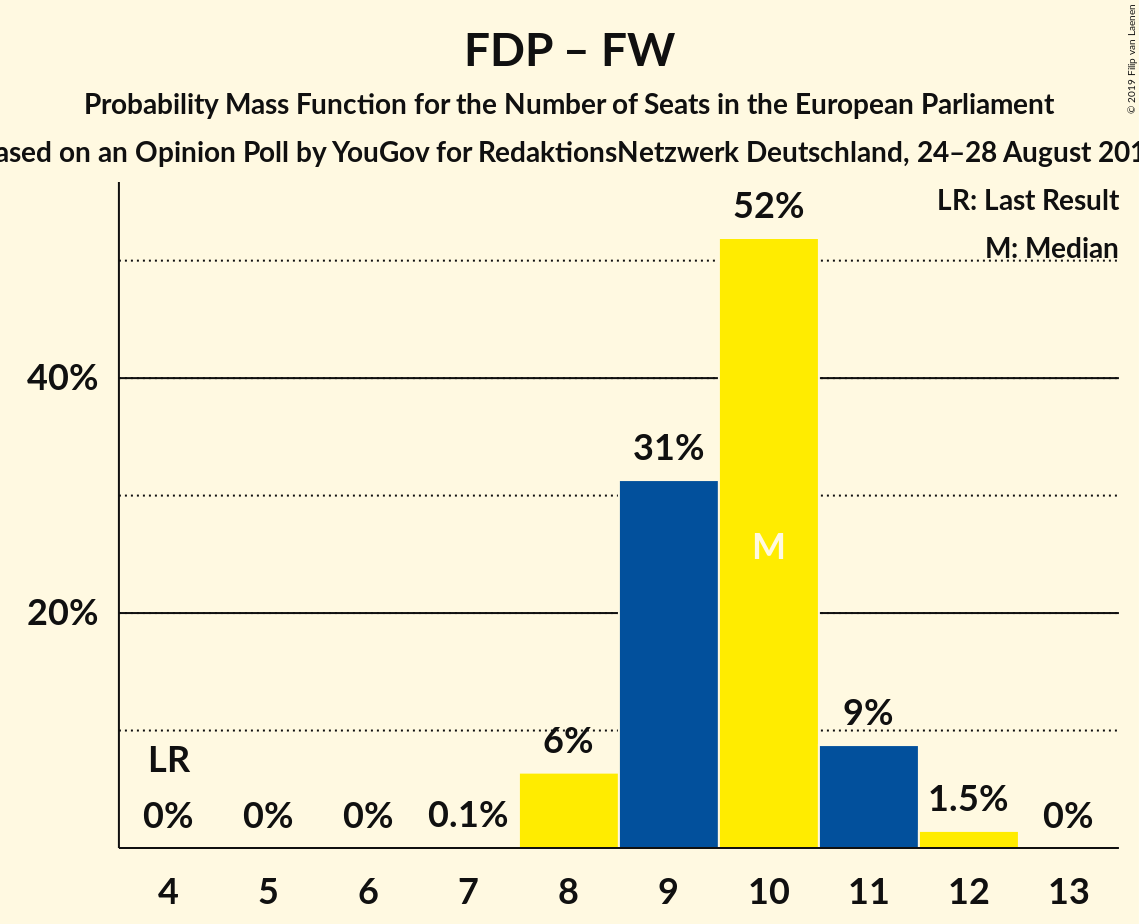 FDP – FW
Probability Mass Function for the Number of Seats in the European Parliament
ased on an Opinion Poll by YouGov for RedaktionsNetzwerk Deutschland, 24–28 August 201
© 2019 Filip van Laenen
LR: Last Result
M: Median
52%
40%
31%
M
20%
9%
6%
LR
1.5%
0% 0% 0% 0.1% 0%
4 5 6 7 8 9 10 11 12 13